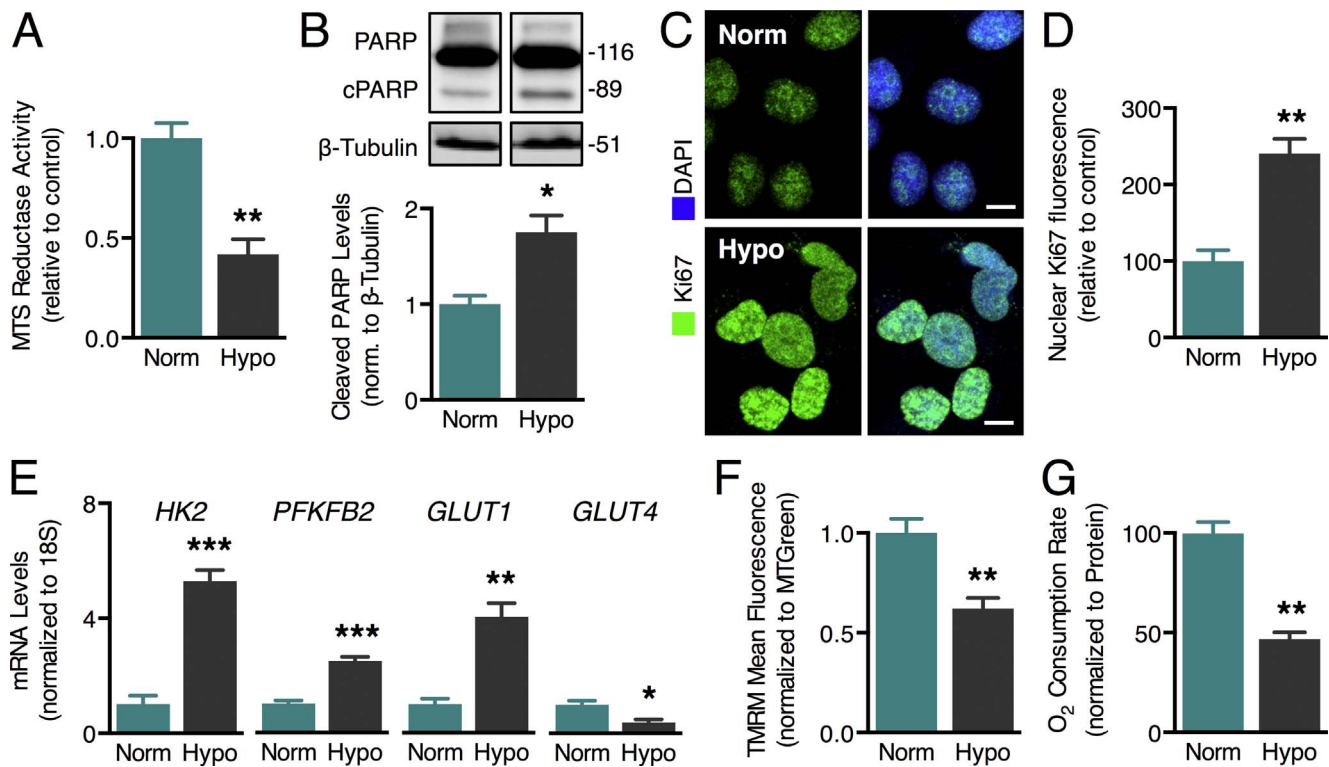 A
MTS Reductase Activity
(relative to control)
1.0
0.5
0.0
**
Norm Hypo
B
PARP
cPARP
β-Tubulin
-116
-89
-51
Cleaved PARP Levels
(norm. to β-Tubulin)
2
1
0
*
Norm Hypo
C
Norm
Hypo
DAPI
Ki67
D
Nuclear Ki67 fluorescence
(relative to control)
300
200
100
0
**
Norm Hypo
E
mRNA Levels
(normalized to 18S)
8
4
0
HK2 PFKFB2 GLUT1 GLUT4
*** *** ** *
Norm Hypo Norm Hypo Norm Hypo Norm Hypo
F
TMRM Mean Fluorescence
(normalized to MTGreen)
1.0
0.5
0.0
**
Norm Hypo
G
O2 Consumption Rate
(normalized to Protein)
100
50
0
**
Norm Hypo